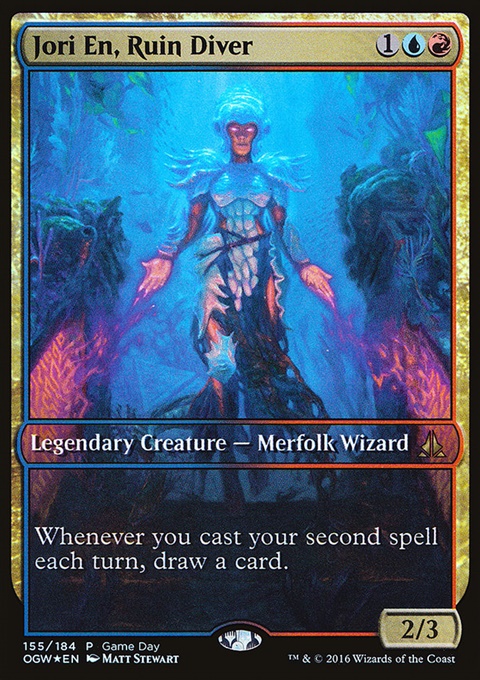 Jori En, Ruin Diver 1
Legendary Creature — Merfolk Wizard
Whenever you cast your second spell
each turn, draw a card.
2/3
155/184 P Game Day
OGW★EN Matt Stewart
™ & © 2016 Wizards of the Coast